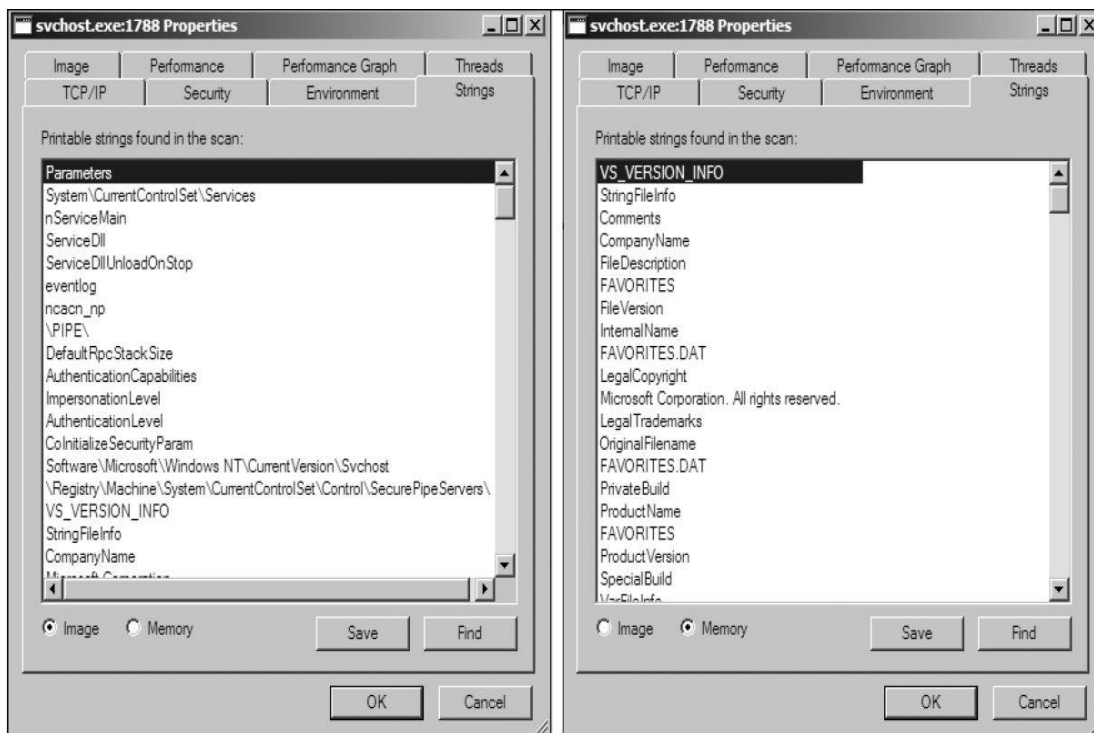 svchost.exe:1788 Properties
Image
Performance
Performance Graph
Threads
TCP/IP
Security
Environment
Strings
Printable strings found in the scan:
Parameters
System\CurrentControlSet\Services
nServiceMain
ServiceDll
ServiceDllUnloadOnStop
eventlog
ncacn_np
\PIPE\
DefaultRpcStackSize
AuthenticationCapabilities
ImpersonationLevel
AuthenticationLevel
CoInitializeSecurityParam
Software\Microsoft\Windows NT\CurrentVersion\Svchost
\Registry\Machine\System\CurrentControlSet\Control\SecurePipeServers\
VS_VERSION_INFO
StringFileInfo
CompanyName
Microsoft Corporation
Image
Memory
Save
Find
OK
Cancel
svchost.exe:1788 Properties
Image
Performance
Performance Graph
Threads
TCP/IP
Security
Environment
Strings
Printable strings found in the scan:
VS_VERSION_INFO
StringFileInfo
Comments
CompanyName
FileDescription
FAVORITES
FileVersion
InternalName
FAVORITES.DAT
LegalCopyright
Microsoft Corporation. All rights reserved.
LegalTrademarks
OriginalFilename
FAVORITES.DAT
PrivateBuild
ProductName
FAVORITES
ProductVersion
SpecialBuild
VarFileInfo
Image
Memory
Save
Find
OK
Cancel